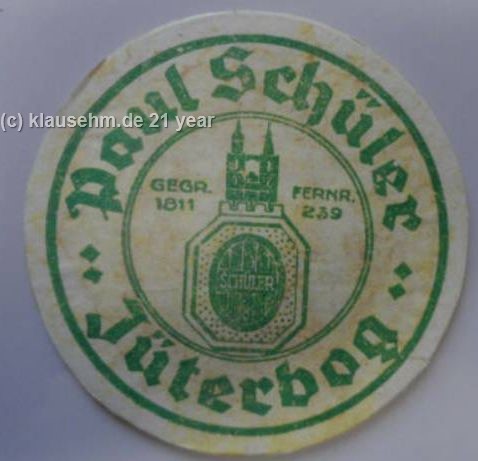 Paul Schüler
(c) klausehm.de 21 year
GEGR.
1811
FERNR.
239
SCHÜLER
Jüterbog